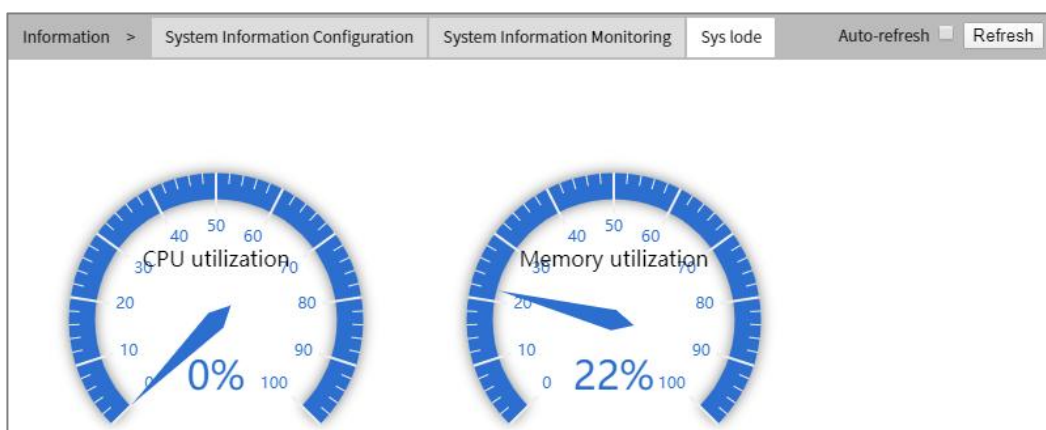 Information > System Information Configuration System Information Monitoring Sys lode Auto-refresh Refresh
50 50
40 60 40 60
CPU utilization Memory utilization
30 70 30 70
20 80 20 80
10 90 10 90
0 0% 100 0 22% 100